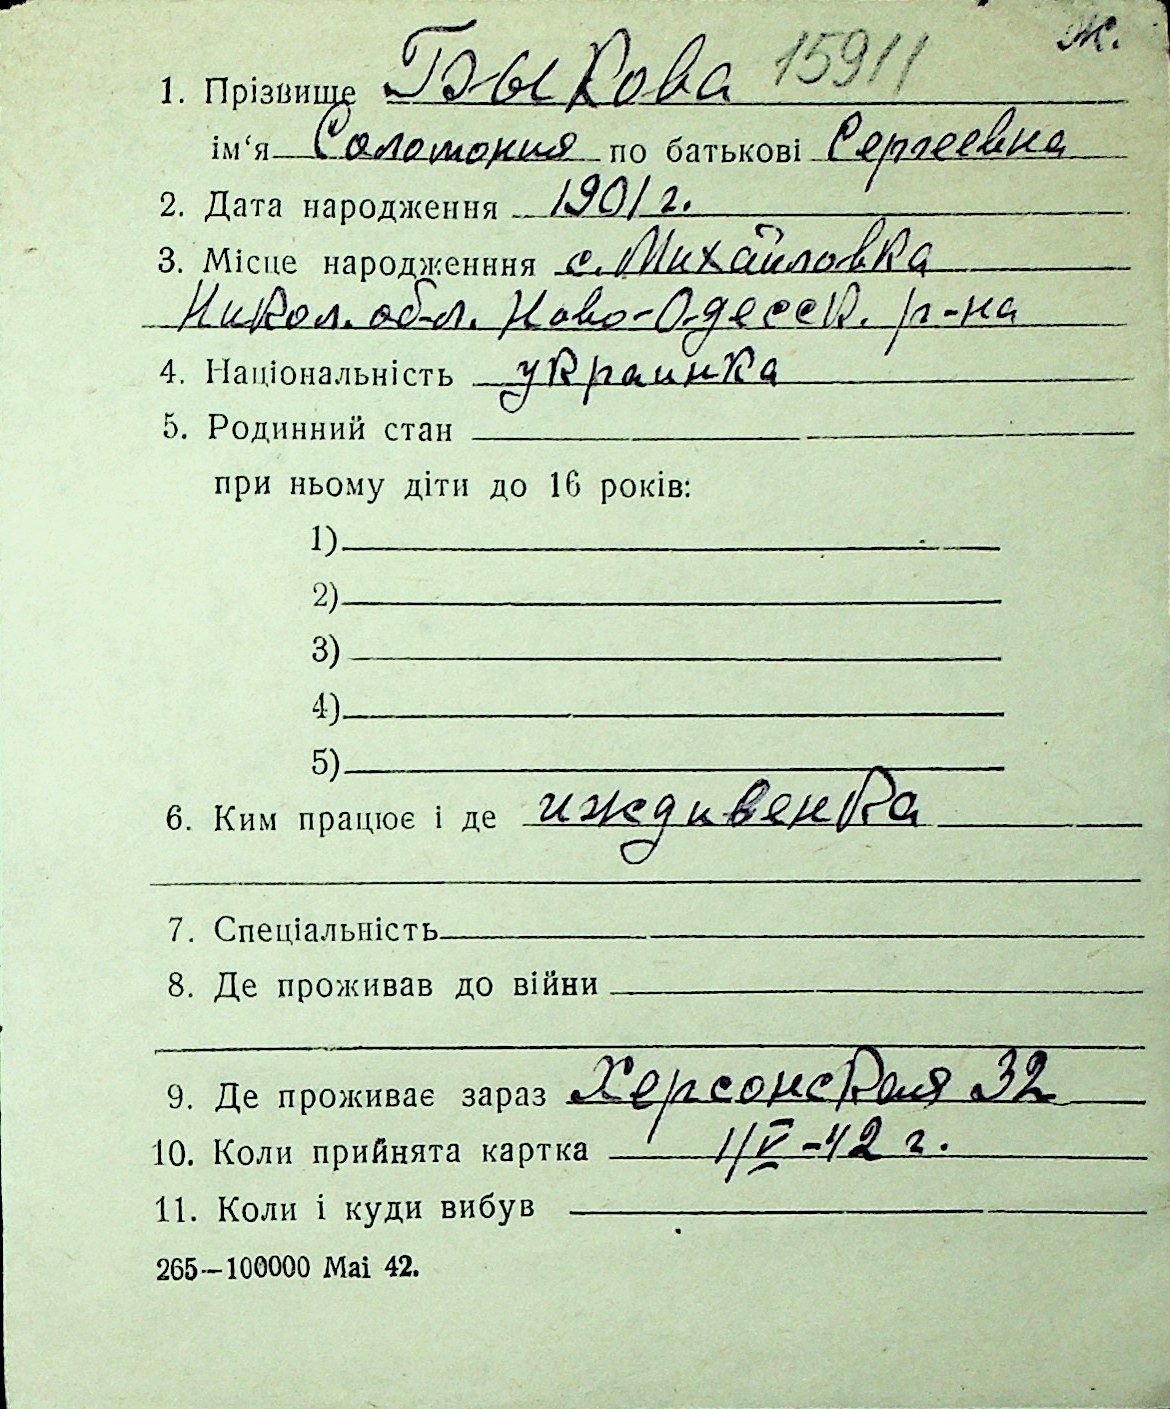 ж.
1. Прізвище Быкова 15911
ім‘я Соломония по батькові Сергеевна
2. Дата народження 1901 г.
3. Місце народженння с. Михайловка
Никол. обл. Ново-Одесск. р-на
4. Національність украинка
5. Родинний стан
при ньому діти до 16 років:
1)
2)
3)
4)
5)
6. Ким працює і де иждивенка
7. Спеціальність
8. Де проживав до війни
9. Де проживає зараз Херсонская 32
10. Коли прийнята картка 1/V-42 г.
11. Коли і куди вибув
265—100000 Mai 42.